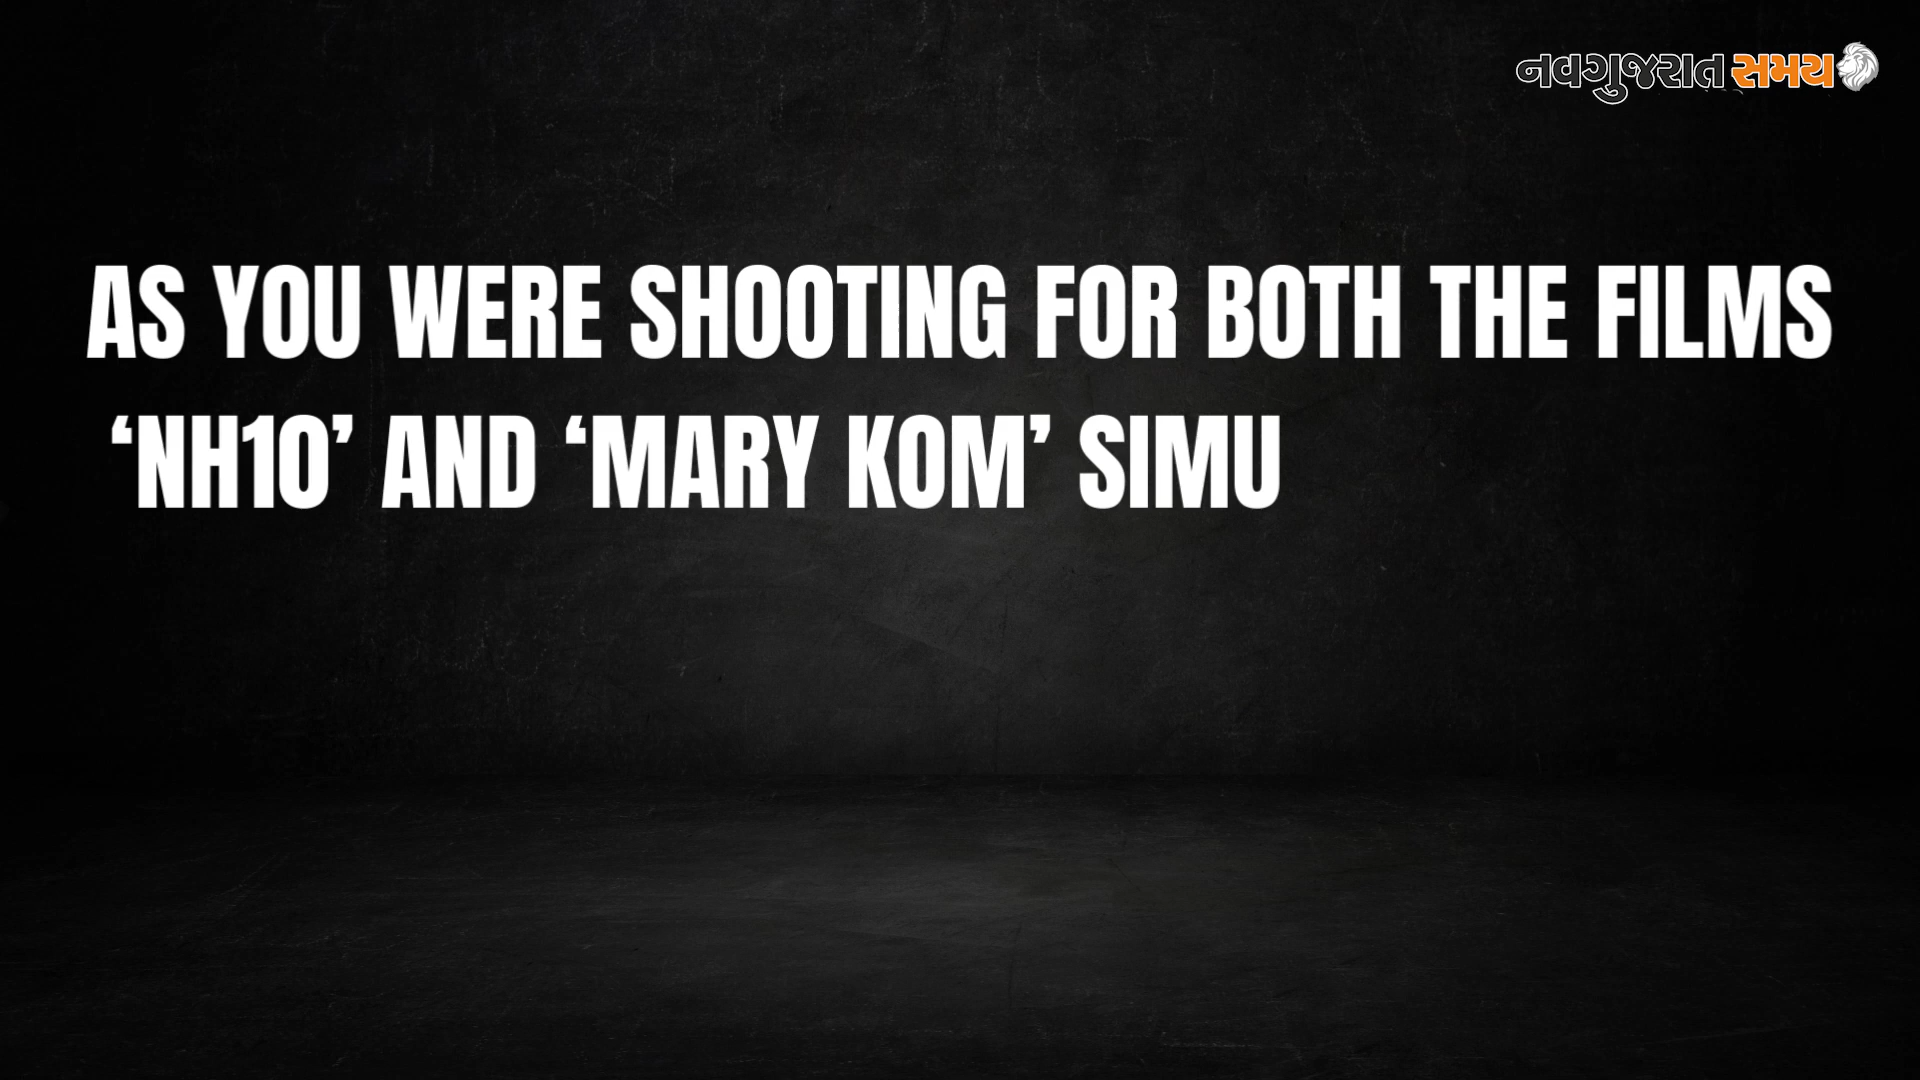 નવગુજરાત સમય
AS YOU WERE SHOOTING FOR BOTH THE FILMS
‘NH10’ AND ‘MARY KOM’ SIMU